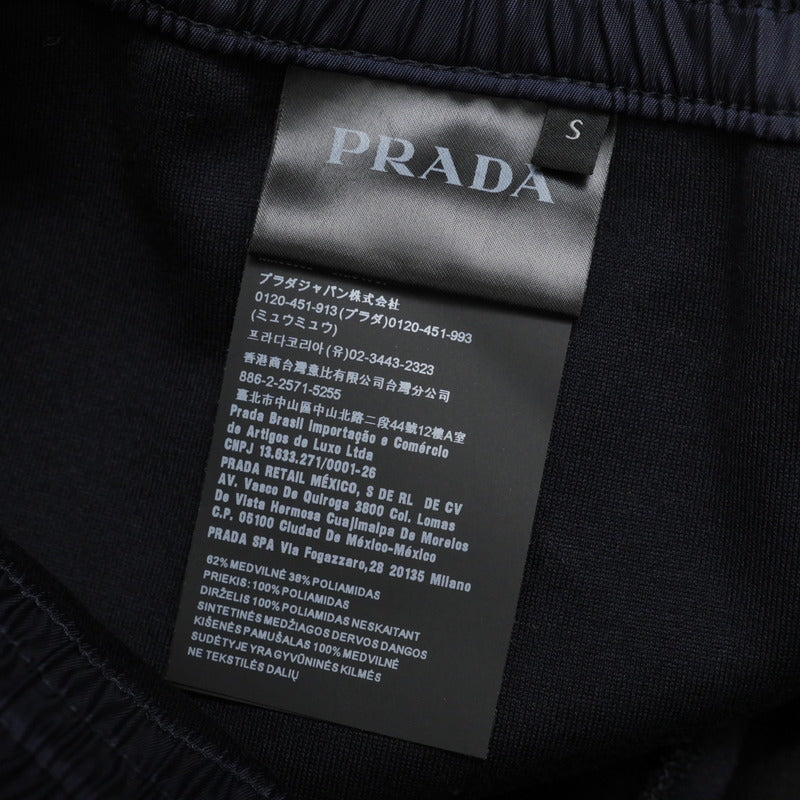 S
PRADA
プラダジャパン株式会社
0120-451-913(プラダ)0120-451-993
(ミュウミュウ)
프라다코리아(유)02-3443-2323
香港商台灣意比有限公司台灣分公司
886-2-2571-5255
臺北市中山區中山北路二段44號12樓A室
Prada Brasil Importação e Comércio
de Artigos de Luxo Ltda
CNPJ 13.633.271/0001-26
PRADA RETAIL MÉXICO, S DE RL DE CV
AV. Vasco De Quiroga 3800 Col. Lomas
De Vista Hermosa Cuajimalpa De Morelos
C.P. 05100 Ciudad De México-México
PRADA SPA Via Fogazzaro,28 20135 Milano
62% MEDVILNĖ 38% POLIAMIDAS
PRIEKIS: 100% POLIAMIDAS
DIRŽELIS 100% POLIAMIDAS NESKAITANT
SINTETINĖS MEDŽIAGOS DERVOS DANGOS
KIŠENĖS PAMUŠALAS 100% MEDVILNĖ
SUDĖTYJE YRA GYVŪNINĖS KILMĖS
NE TEKSTILĖS DALIŲ